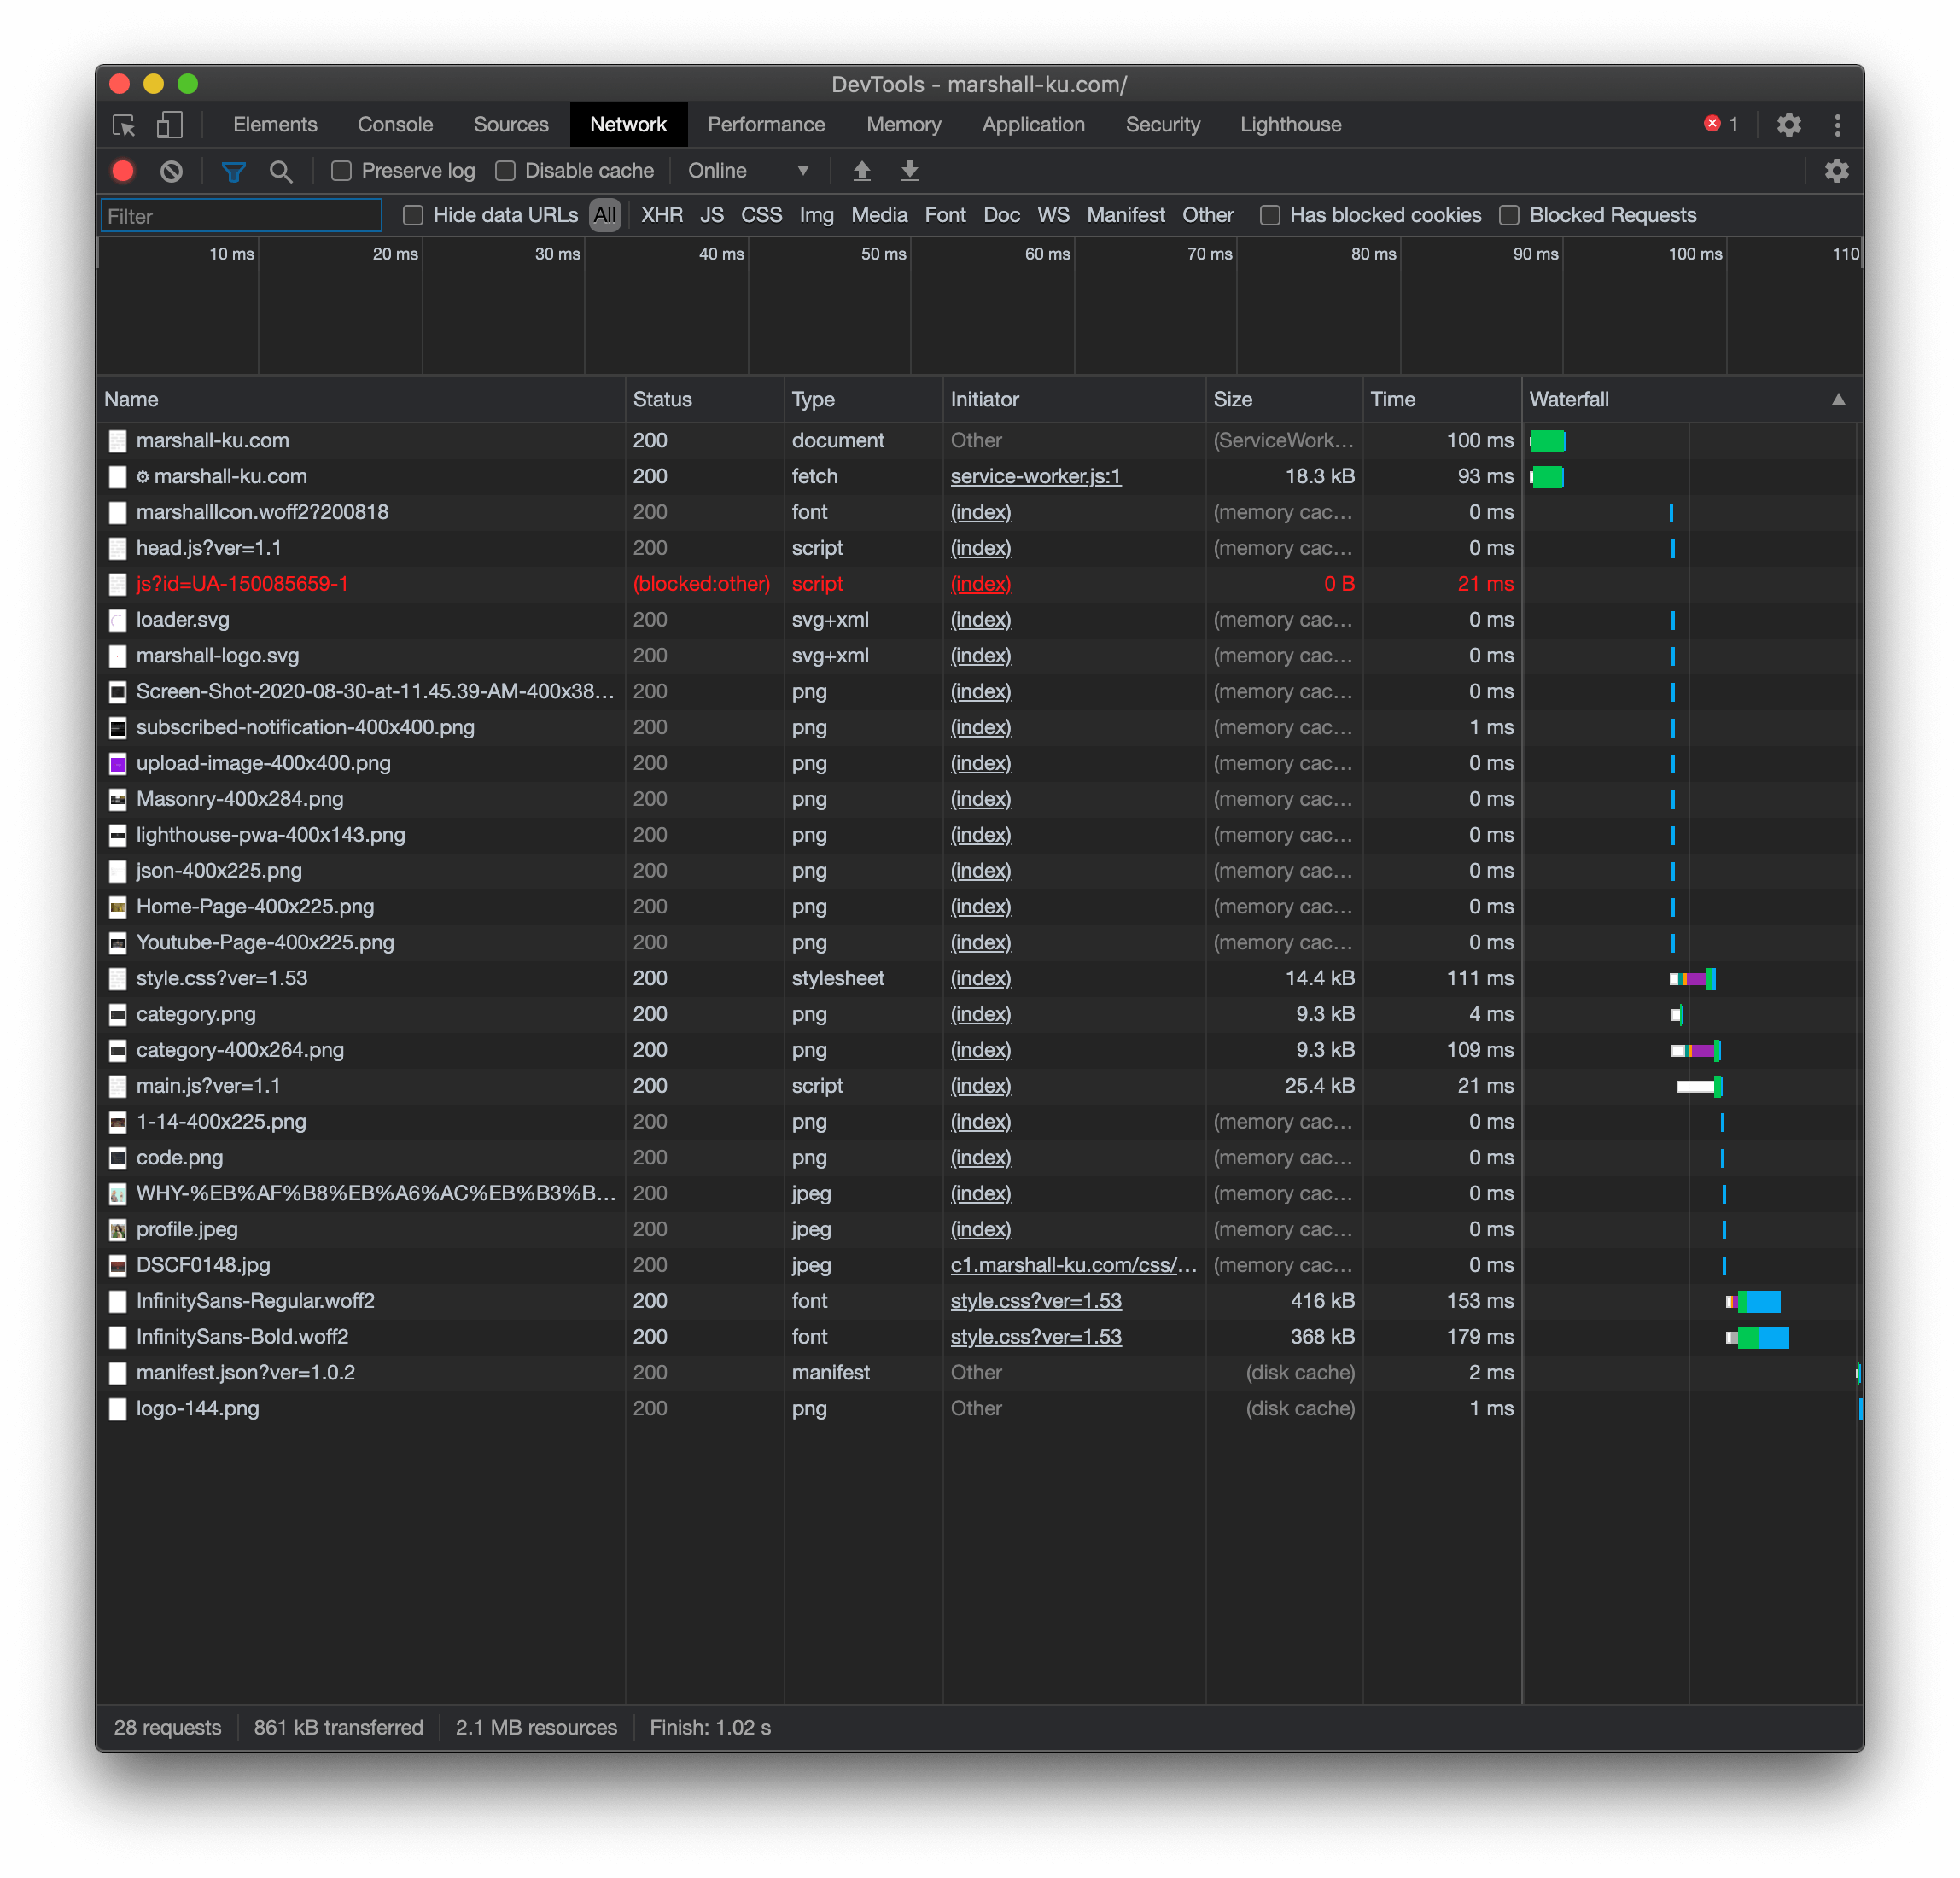 DevTools - marshall-ku.com/
Elements Console Sources Network Performance Memory Application Security Lighthouse 1
Preserve log Disable cache Online
Filter Hide data URLs All XHR JS CSS Img Media Font Doc WS Manifest Other Has blocked cookies Blocked Requests
10 ms 20 ms 30 ms 40 ms 50 ms 60 ms 70 ms 80 ms 90 ms 100 ms 110
Name Status Type Initiator Size Time Waterfall
marshall-ku.com 200 document Other (ServiceWork... 100 ms
marshall-ku.com 200 fetch service-worker.js:1 18.3 kB 93 ms
marshallIcon.woff2?200818 200 font (index) (memory cac... 0 ms
head.js?ver=1.1 200 script (index) (memory cac... 0 ms
js?id=UA-150085659-1 (blocked:other) script (index) 0 B 21 ms
loader.svg 200 svg+xml (index) (memory cac... 0 ms
marshall-logo.svg 200 svg+xml (index) (memory cac... 0 ms
Screen-Shot-2020-08-30-at-11.45.39-AM-400x38... 200 png (index) (memory cac... 0 ms
subscribed-notification-400x400.png 200 png (index) (memory cac... 1 ms
upload-image-400x400.png 200 png (index) (memory cac... 0 ms
Masonry-400x284.png 200 png (index) (memory cac... 0 ms
lighthouse-pwa-400x143.png 200 png (index) (memory cac... 0 ms
json-400x225.png 200 png (index) (memory cac... 0 ms
Home-Page-400x225.png 200 png (index) (memory cac... 0 ms
Youtube-Page-400x225.png 200 png (index) (memory cac... 0 ms
style.css?ver=1.53 200 stylesheet (index) 14.4 kB 111 ms
category.png 200 png (index) 9.3 kB 4 ms
category-400x264.png 200 png (index) 9.3 kB 109 ms
main.js?ver=1.1 200 script (index) 25.4 kB 21 ms
1-14-400x225.png 200 png (index) (memory cac... 0 ms
code.png 200 png (index) (memory cac... 0 ms
WHY-%EB%AF%B8%EB%A6%AC%EB%B3%B... 200 jpeg (index) (memory cac... 0 ms
profile.jpeg 200 jpeg (index) (memory cac... 0 ms
DSCF0148.jpg 200 jpeg c1.marshall-ku.com/css/... (memory cac... 0 ms
InfinitySans-Regular.woff2 200 font style.css?ver=1.53 416 kB 153 ms
InfinitySans-Bold.woff2 200 font style.css?ver=1.53 368 kB 179 ms
manifest.json?ver=1.0.2 200 manifest Other (disk cache) 2 ms
logo-144.png 200 png Other (disk cache) 1 ms
28 requests 861 kB transferred 2.1 MB resources Finish: 1.02 s